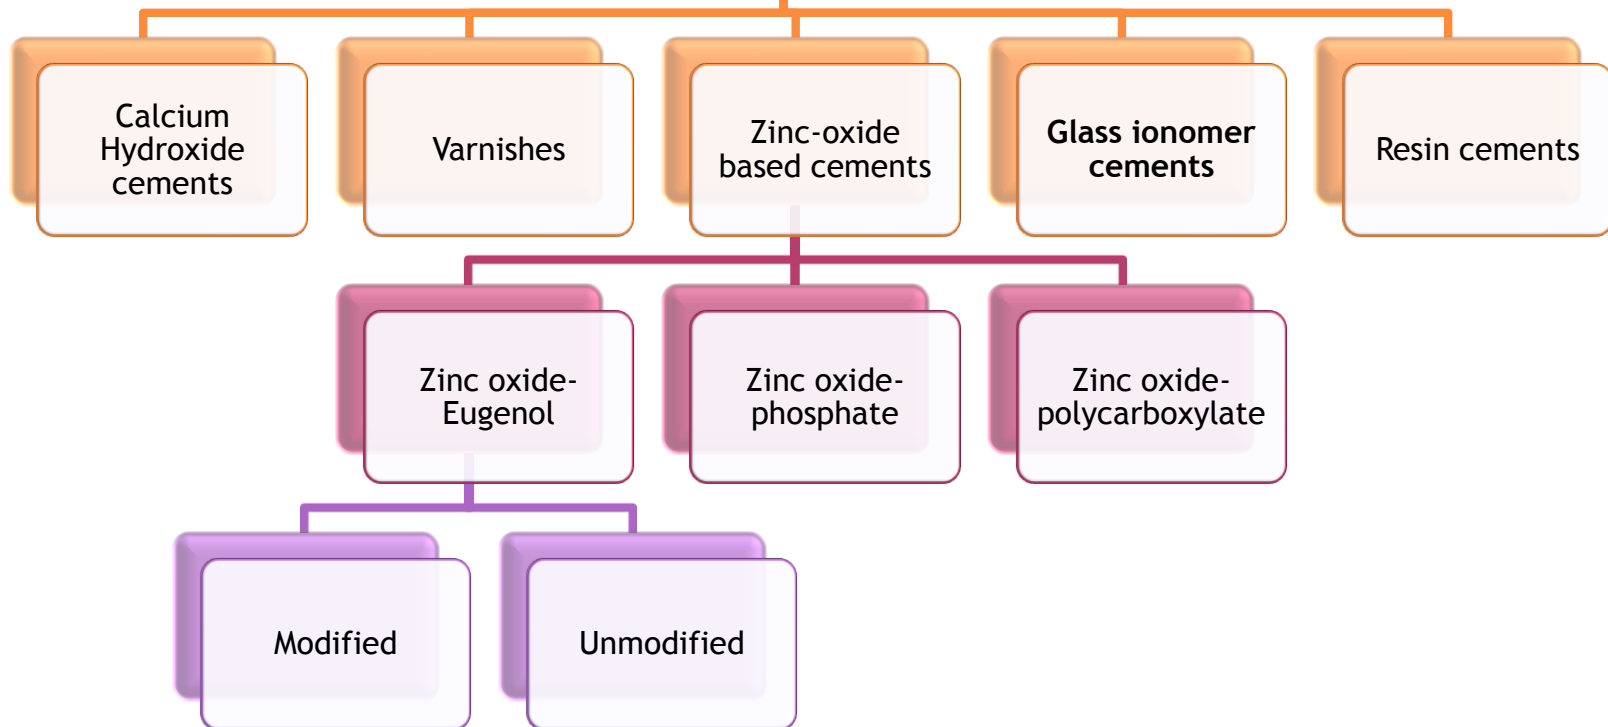 Calcium
Hydroxide
cements
Varnishes
Zinc-oxide
based cements
Glass ionomer
cements
Resin cements
Zinc oxide-
Eugenol
Zinc oxide-
phosphate
Zinc oxide-
polycarboxylate
Modified
Unmodified